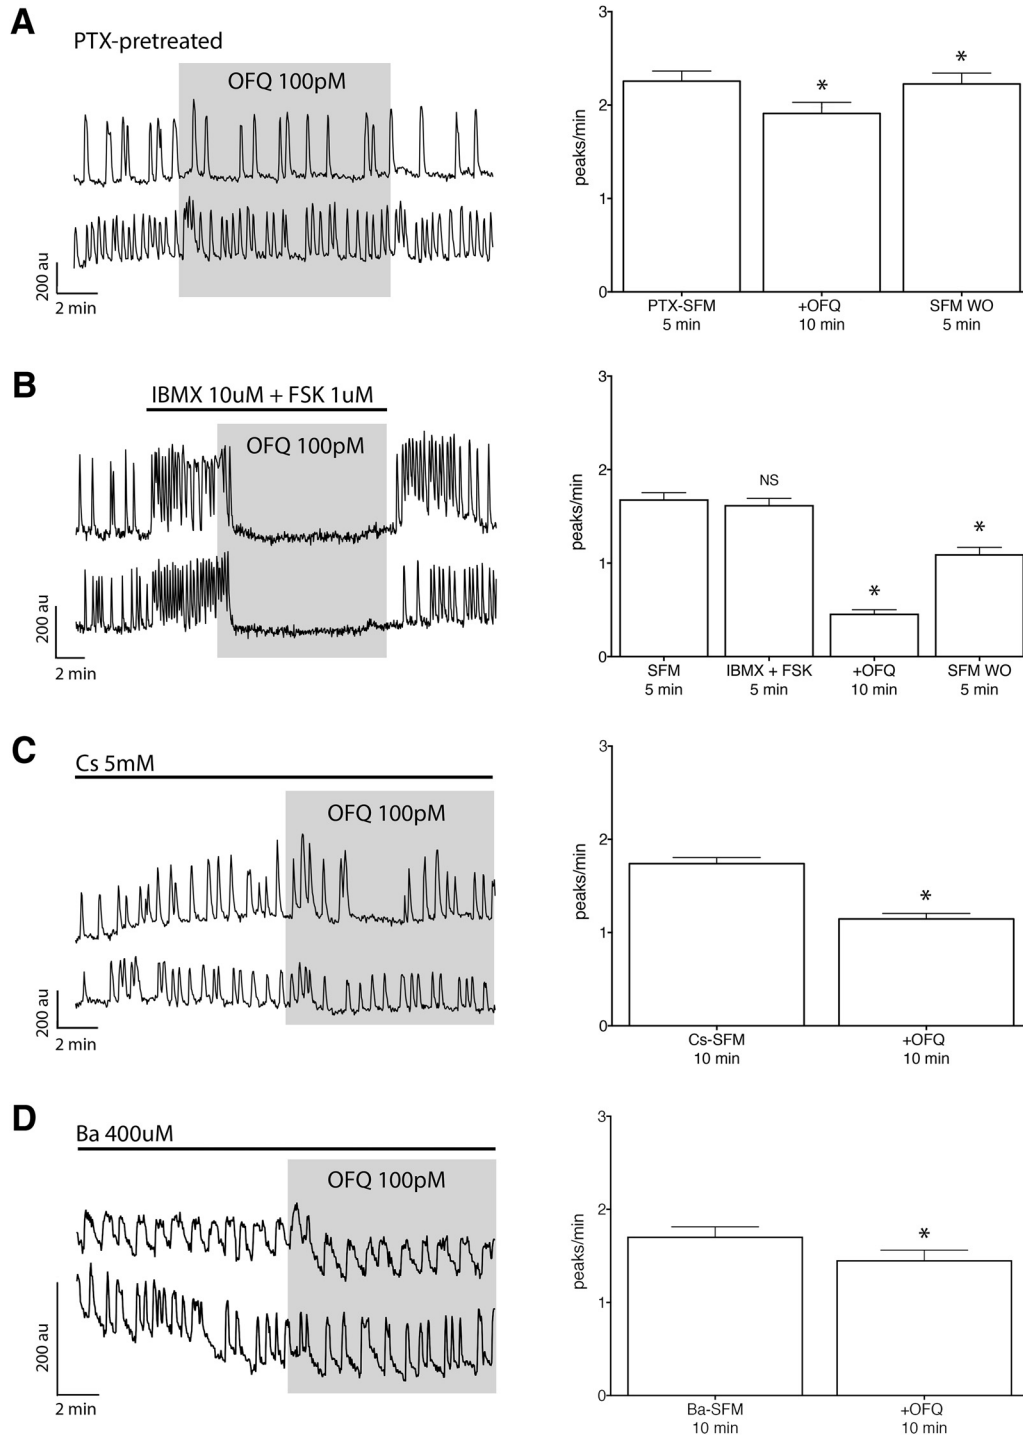 A
PTX-pretreated
OFQ 100pM
200 au
2 min
3
2
1
0
peaks/min
*
*
PTX-SFM
5 min
+OFQ
10 min
SFM WO
5 min
B
IBMX 10uM + FSK 1uM
OFQ 100pM
200 au
2 min
3
2
1
0
peaks/min
NS
*
*
SFM
5 min
IBMX + FSK
5 min
+OFQ
10 min
SFM WO
5 min
C
Cs 5mM
OFQ 100pM
200 au
2 min
3
2
1
0
peaks/min
*
Cs-SFM
10 min
+OFQ
10 min
D
Ba 400uM
OFQ 100pM
200 au
2 min
3
2
1
0
peaks/min
*
Ba-SFM
10 min
+OFQ
10 min